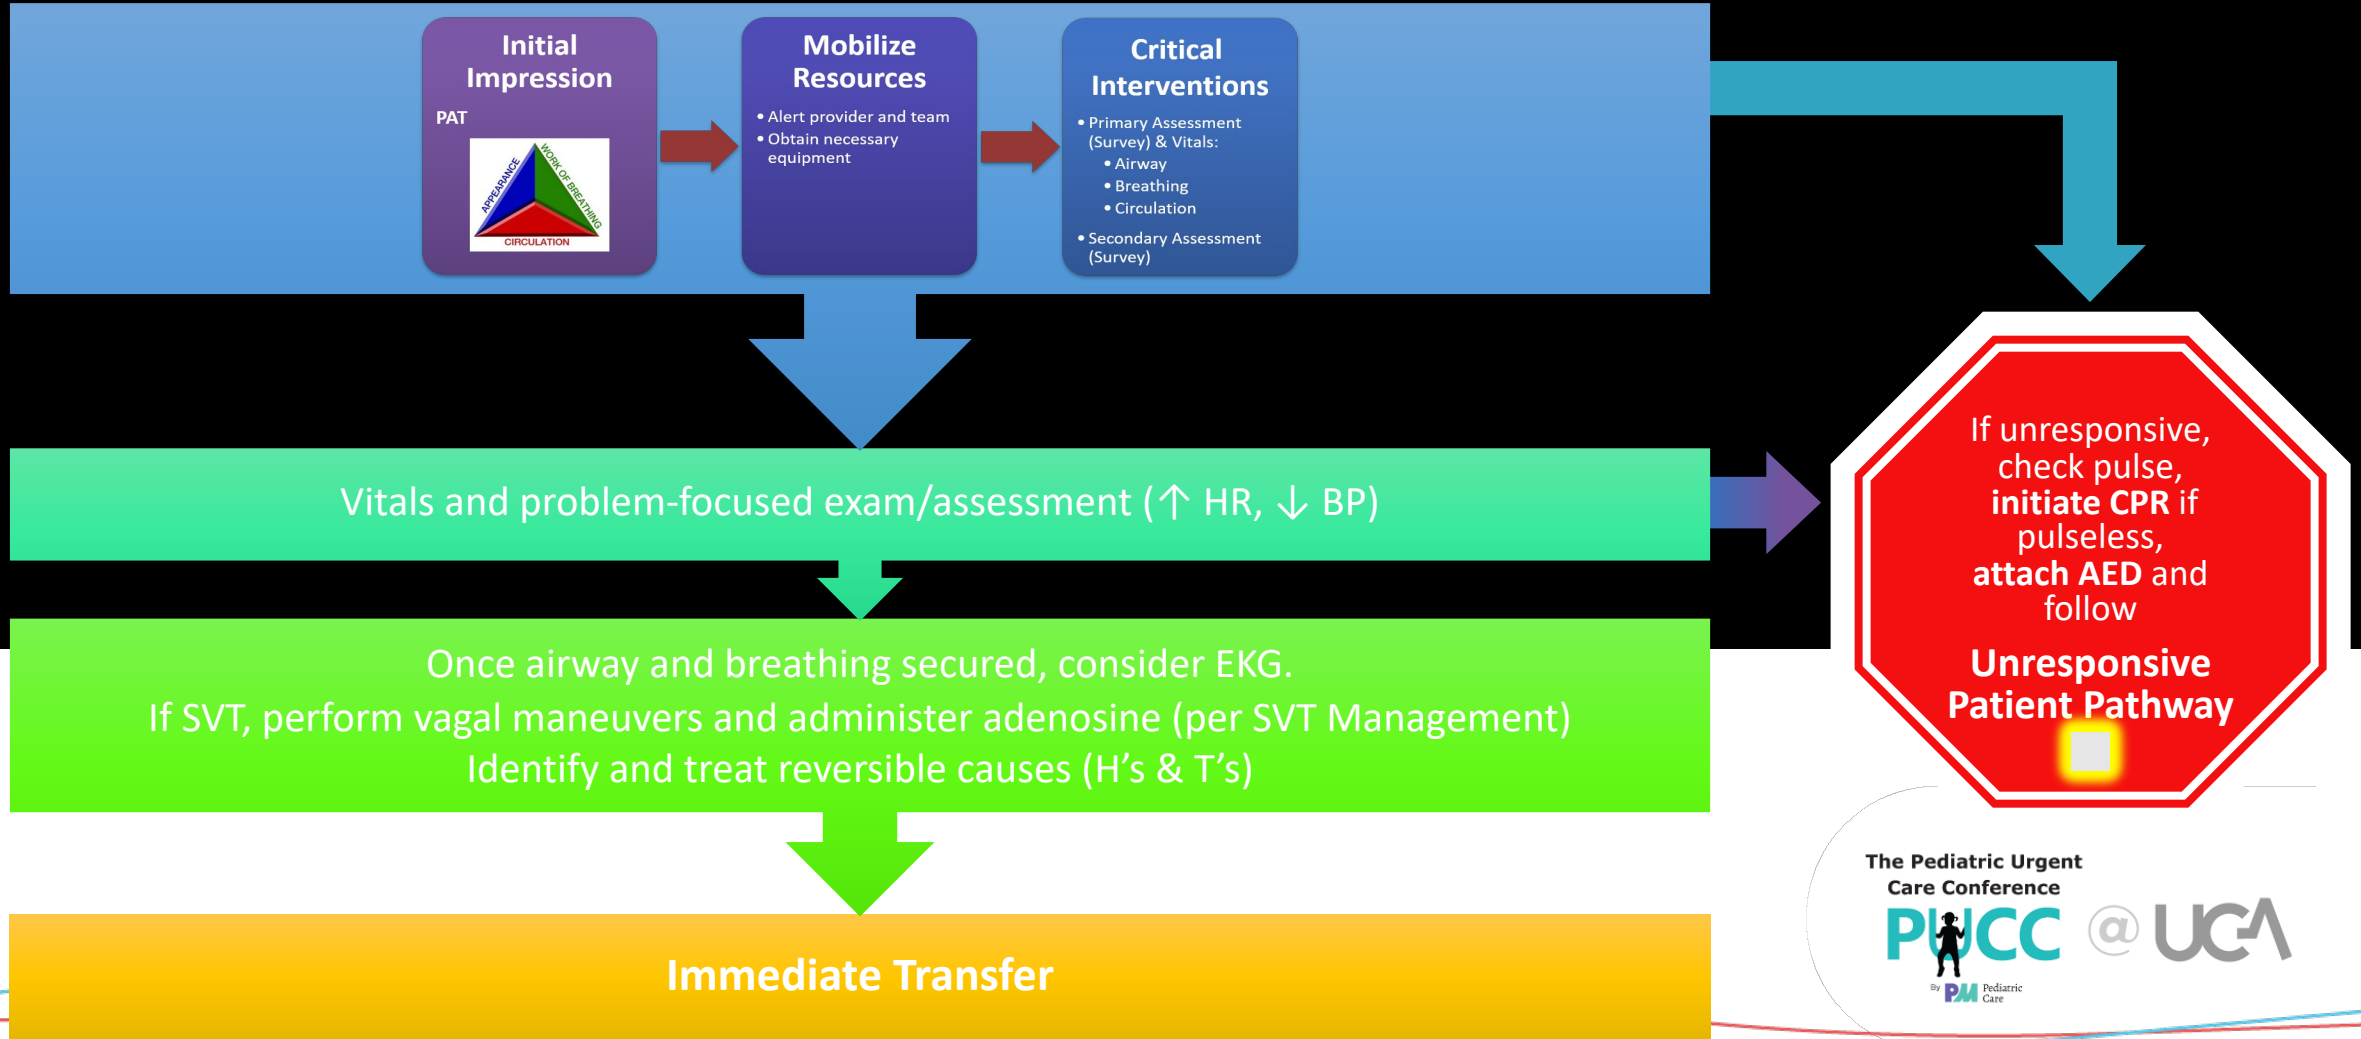 Initial
Impression
PAT
APPEARANCE
WORK OF BREATHING
CIRCULATION
Mobilize
Resources
• Alert provider and team
• Obtain necessary
equipment
Critical
Interventions
• Primary Assessment
(Survey) & Vitals:
• Airway
• Breathing
• Circulation
• Secondary Assessment
(Survey)
Vitals and problem-focused exam/assessment (↑ HR, ↓ BP)
Once airway and breathing secured, consider EKG.
If SVT, perform vagal maneuvers and administer adenosine (per SVT Management)
Identify and treat reversible causes (H’s & T’s)
Immediate Transfer
If unresponsive,
check pulse,
initiate CPR if
pulseless,
attach AED and
follow
Unresponsive
Patient Pathway
The Pediatric Urgent
Care Conference
PUCC @ UCA
By PM Pediatric
Care